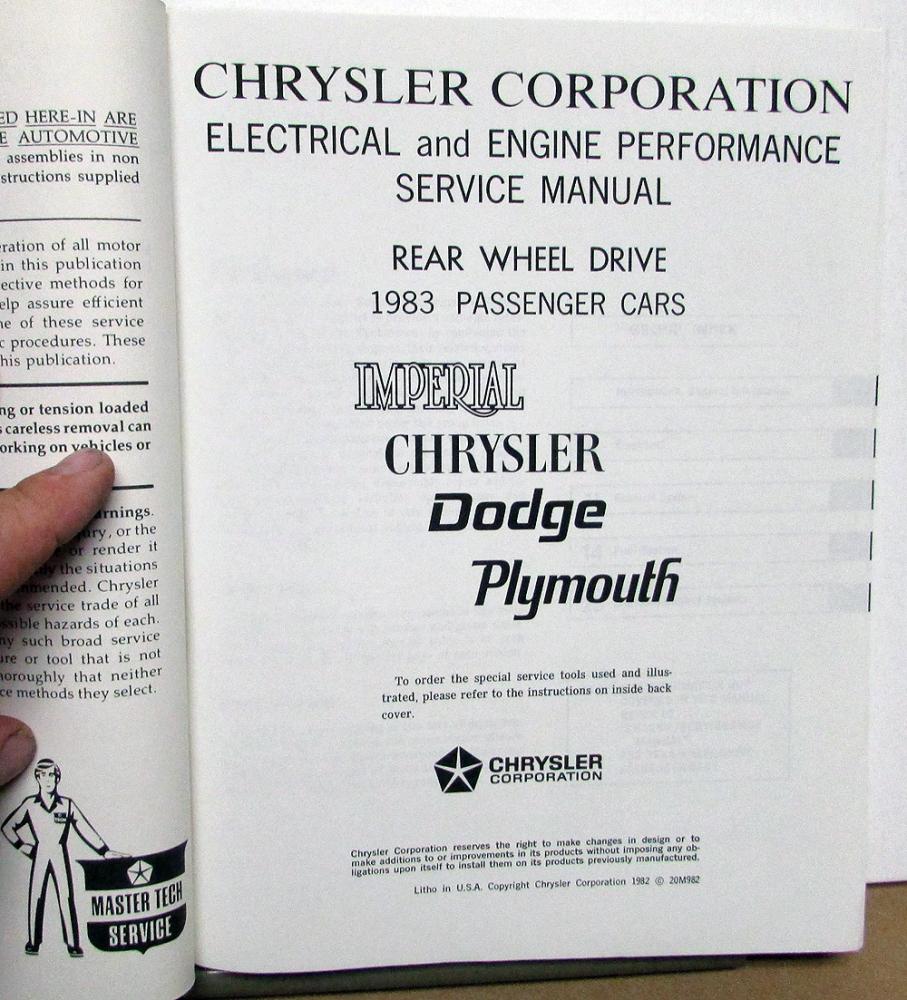 ED HERE-IN ARE
E AUTOMOTIVE
assemblies in non
structions supplied
eration of all motor
in this publication
ective methods for
elp assure efficient
ne of these service
c procedures. These
his publication.
ng or tension loaded
s careless removal can
orking on vehicles or
arnings.
ury, or the
or render it
the situations
mmended. Chrysler
the service trade of all
ssible hazards of each.
ny such broad service
ure or tool that is not
horoughly that neither
ce methods they select.
MASTER TECH
SERVICE
CHRYSLER CORPORATION
ELECTRICAL and ENGINE PERFORMANCE
SERVICE MANUAL
REAR WHEEL DRIVE
1983 PASSENGER CARS
IMPERIAL
CHRYSLER
Dodge
Plymouth
To order the special service tools used and illus-
trated, please refer to the instructions on inside back
cover.
CHRYSLER
CORPORATION
Chrysler Corporation reserves the right to make changes in design or to
make additions to or improvements in its products without imposing any ob-
ligations upon itself to install them on its products previously manufactured.
Litho in U.S.A. Copyright Chrysler Corporation 1982 © 20M982